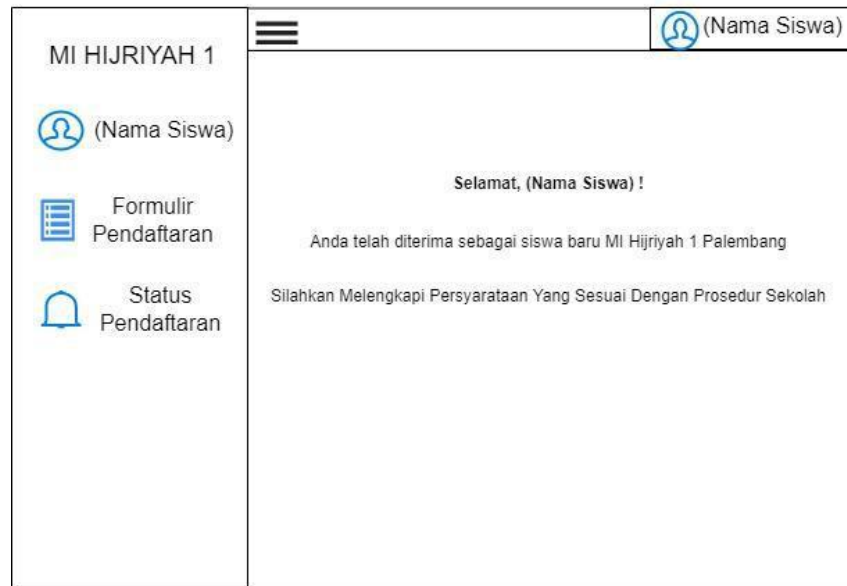 MI HIJRIYAH 1
(Nama Siswa)
Formulir
Pendaftaran
Status
Pendaftaran
(Nama Siswa)
Selamat, (Nama Siswa) !
Anda telah diterima sebagai siswa baru MI Hijriyah 1 Palembang
Silahkan Melengkapi Persyarataan Yang Sesuai Dengan Prosedur Sekolah